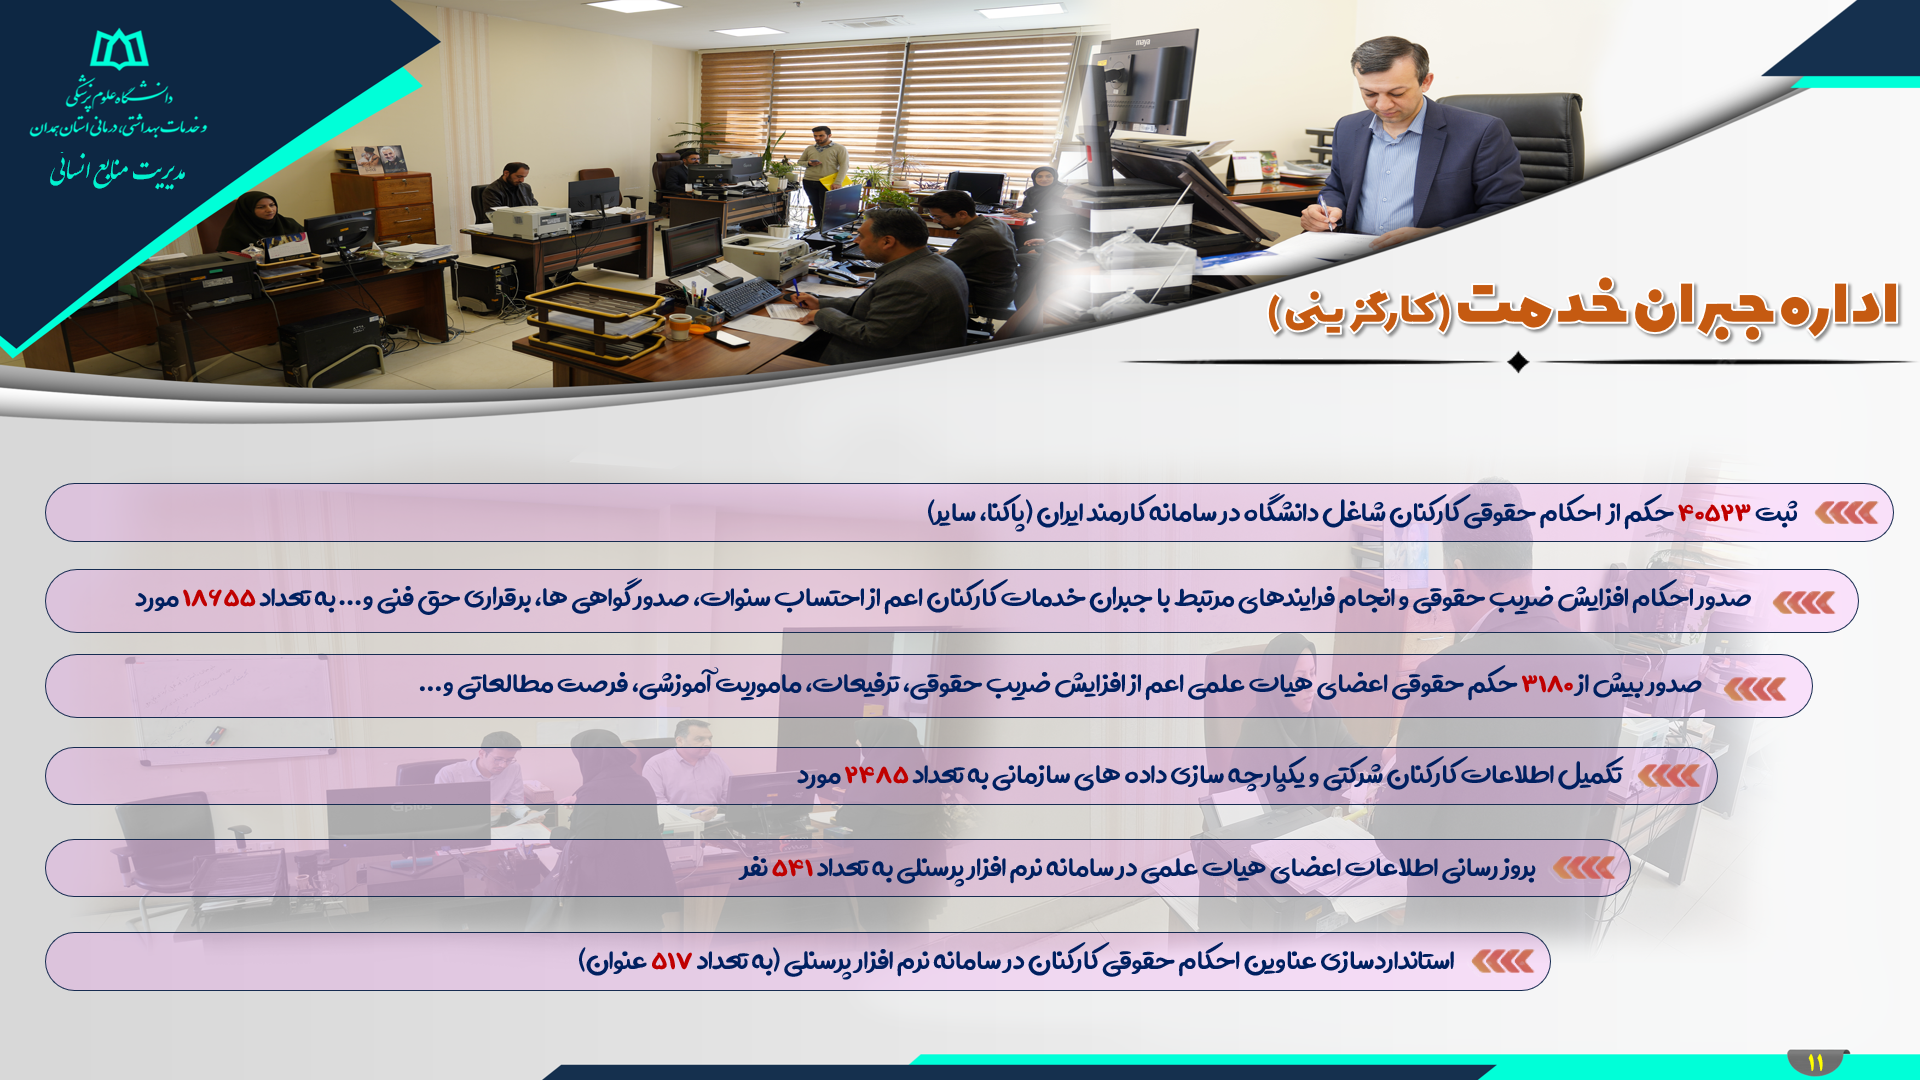 دانشگاه علوم پزشکی
و خدمات بهداشتی، درمانی استان همدان
مدیریت منابع انسانی
maya
اداره جبران خدمت (کارگزینی)
ثبت ۴۰۵۲۳ حکم از احکام حقوقی کارکنان شاغل دانشگاه در سامانه کارمند ایران (پاکنا، سایر)
صدور احکام افزایش ضریب حقوقی و انجام فرایندهای مرتبط با جبران خدمات کارکنان اعم از احتساب سنوات، صدور گواهی ها، برقراری حق فنی و... به تعداد ۱۸۶۵۵ مورد
صدور بیش از ۳۱۸۰ حکم حقوقی اعضای هیات علمی اعم از افزایش ضریب حقوقی، ترفیعات، ماموریت آموزشی، فرصت مطالعاتی و...
تکمیل اطلاعات کارکنان شرکتی و یکپارچه سازی داده های سازمانی به تعداد ۲۴۸۵ مورد
بروز رسانی اطلاعات اعضای هیات علمی در سامانه نرم افزار پرسنلی به تعداد ۵۴۱ نفر
استانداردسازی عناوین احکام حقوقی کارکنان در سامانه نرم افزار پرسنلی (به تعداد ۵۱۷ عنوان)
۱۱